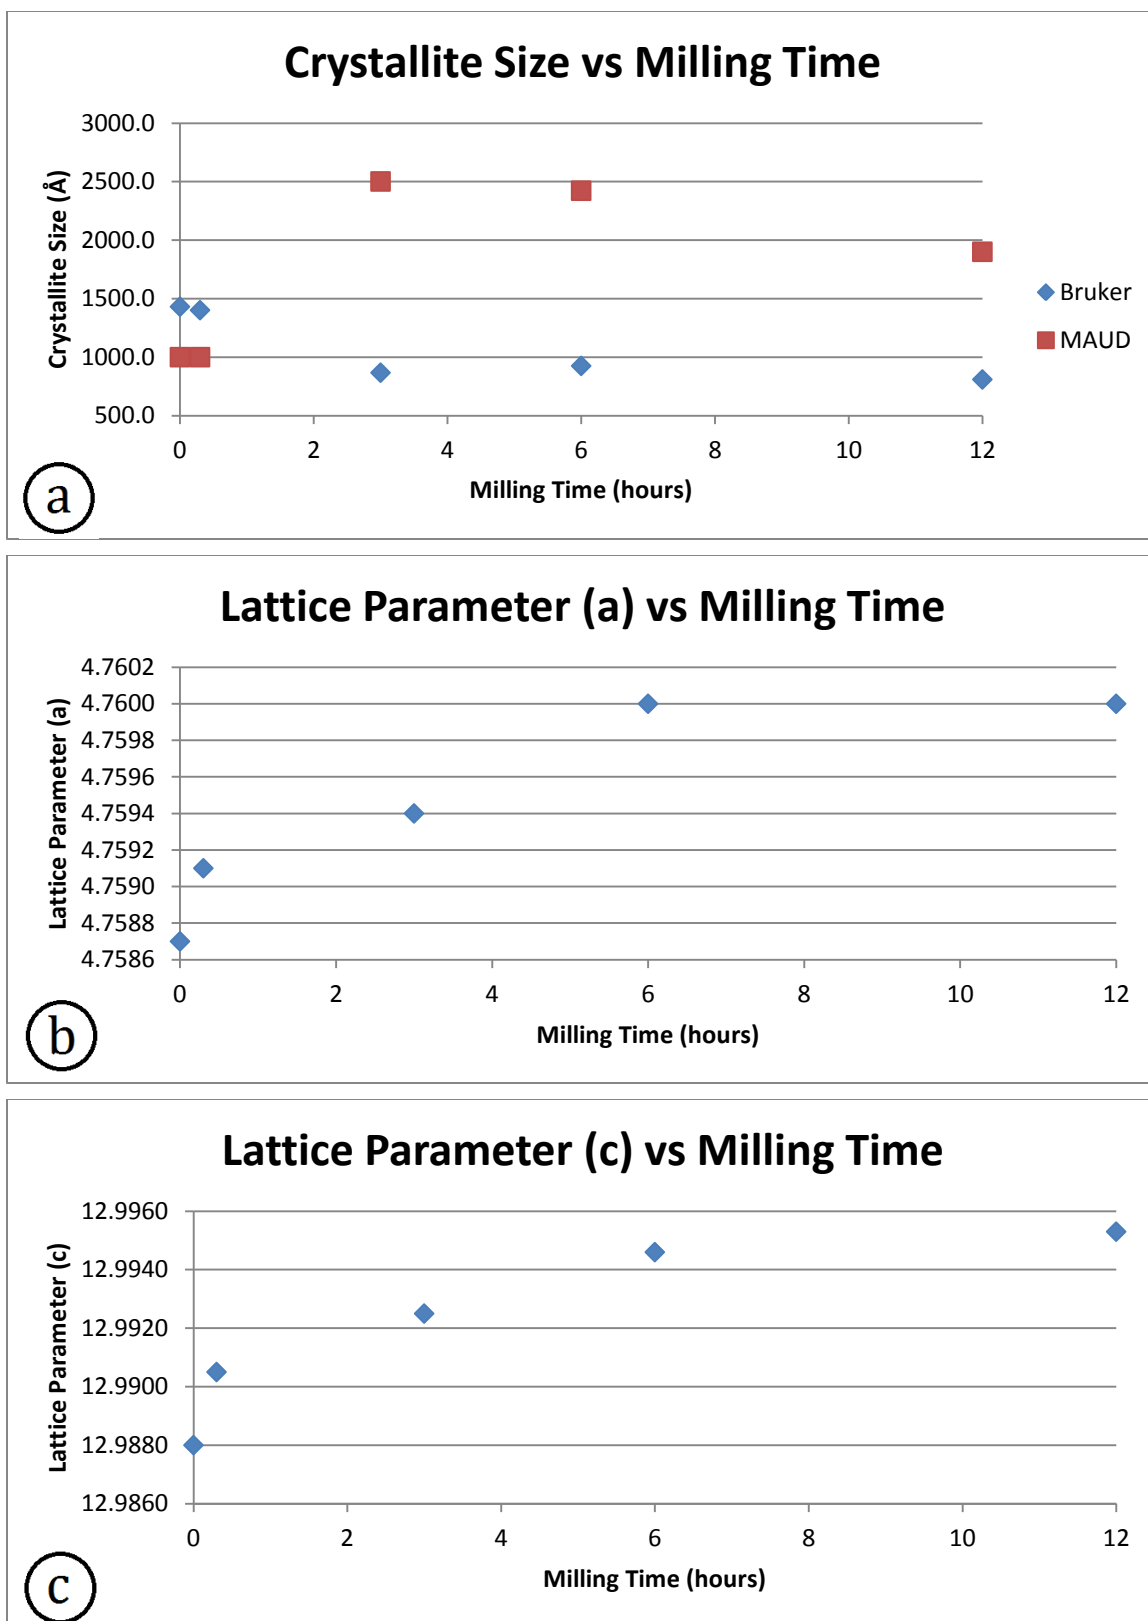 Crystallite Size vs Milling Time
3000.0
2500.0
2000.0
1500.0
1000.0
500.0
Crystallite Size (Å)
0 2 4 6 8 10 12
Milling Time (hours)
Bruker
MAUD
a
Lattice Parameter (a) vs Milling Time
4.7602
4.7600
4.7598
4.7596
4.7594
4.7592
4.7590
4.7588
4.7586
Lattice Parameter (a)
0 2 4 6 8 10 12
Milling Time (hours)
b
Lattice Parameter (c) vs Milling Time
12.9960
12.9940
12.9920
12.9900
12.9880
12.9860
Lattice Parameter (c)
0 2 4 6 8 10 12
Milling Time (hours)
c